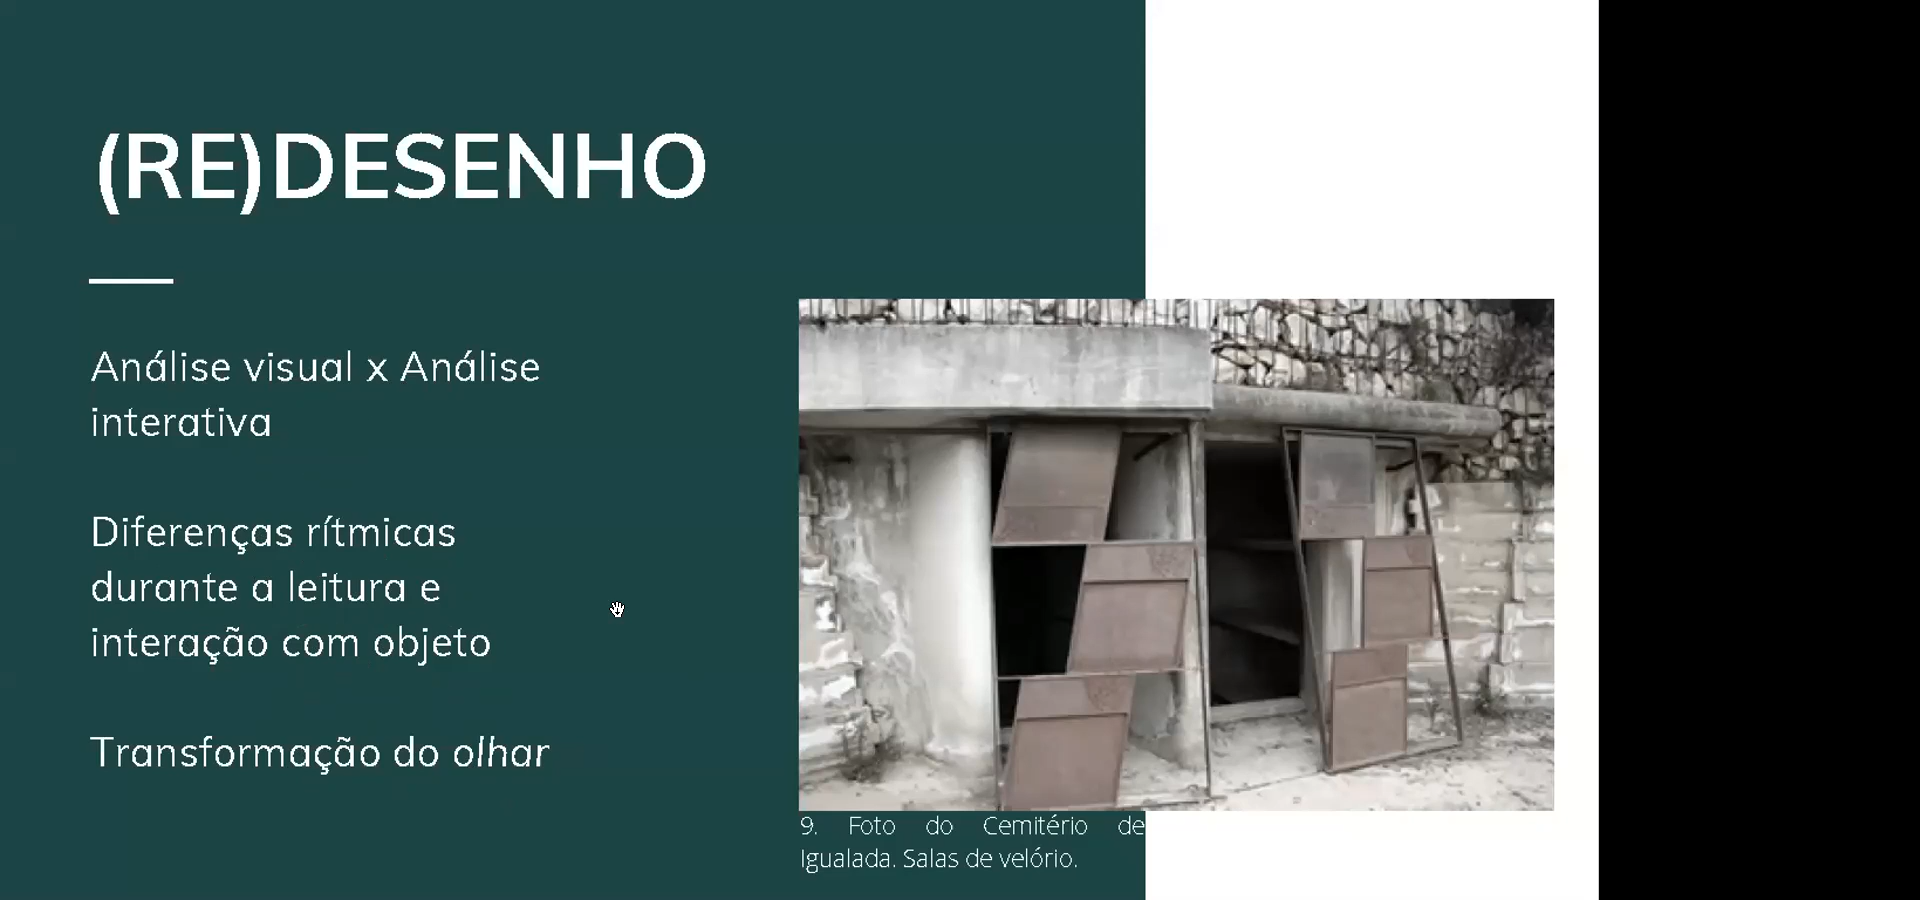 (RE)DESENHO
Análise visual x Análise
interativa
Diferenças rítmicas
durante a leitura e
interação com objeto
Transformação do olhar
9. Foto do Cemitério de
Igualada. Salas de velório.